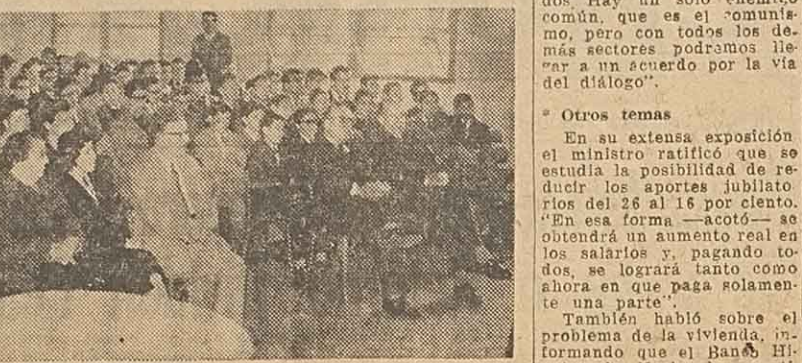 dos. Hay un solo enemigo
común, que es el comunis-
mo, pero con todos los de-
más sectores podremos lle-
gar a un acuerdo por la vía
del diálogo".
* Otros temas
En su extensa exposición
el ministro ratificó que se
estudia la posibilidad de re-
ducir los aportes jubilato
rios del 26 al 16 por ciento.
"En esa forma —acotó— se
obtendrá un aumento real en
los salários y, pagando to-
dos, se logrará tanto como
ahora en que paga solamen-
te una parte".
También habló sobre el
problema de la vivienda, in-
formando que el Banco Hi-